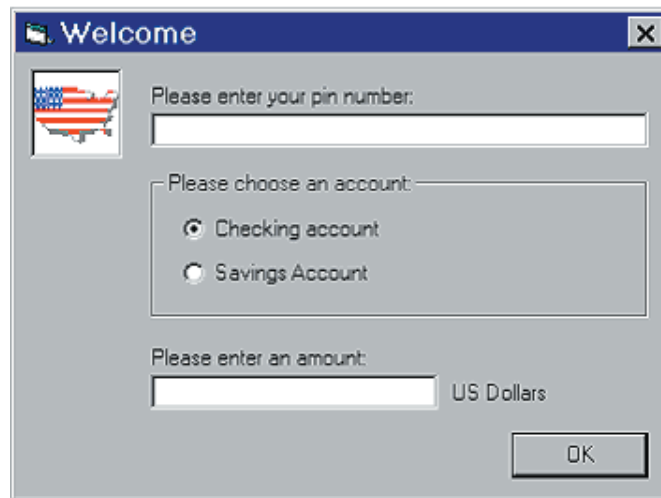 Welcome
Please enter your pin number:
Please choose an account:
Checking account
Savings Account
Please enter an amount:
US Dollars
OK